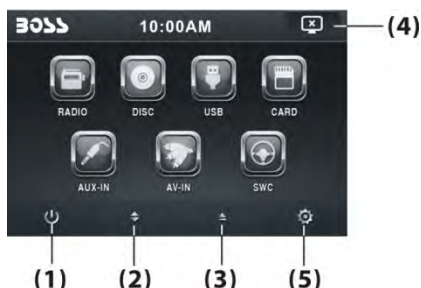 BOSS 10:00AM (4)
RADIO DISC USB CARD
AUX-IN AV-IN SWC
(1) (2) (3) (5)